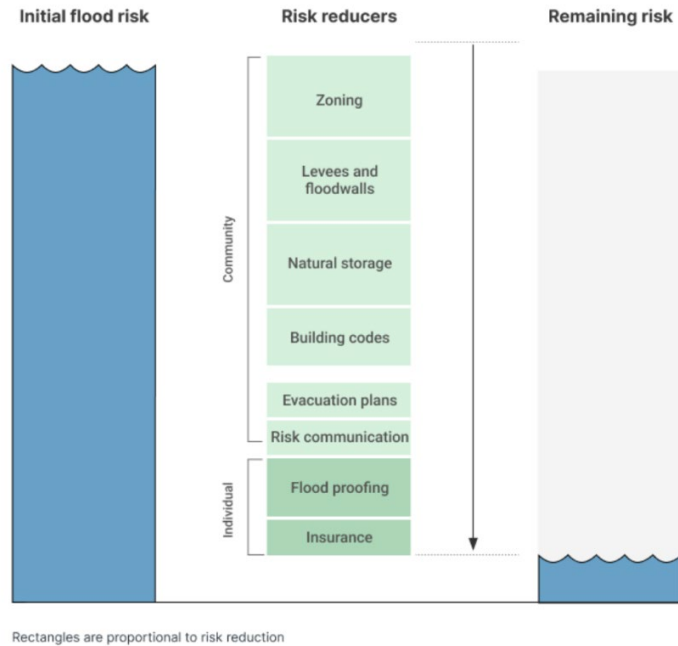 Initial flood risk
Risk reducers
Remaining risk
Community
Zoning
Levees and
floodwalls
Natural storage
Building codes
Evacuation plans
Risk communication
Individual
Flood proofing
Insurance
Rectangles are proportional to risk reduction